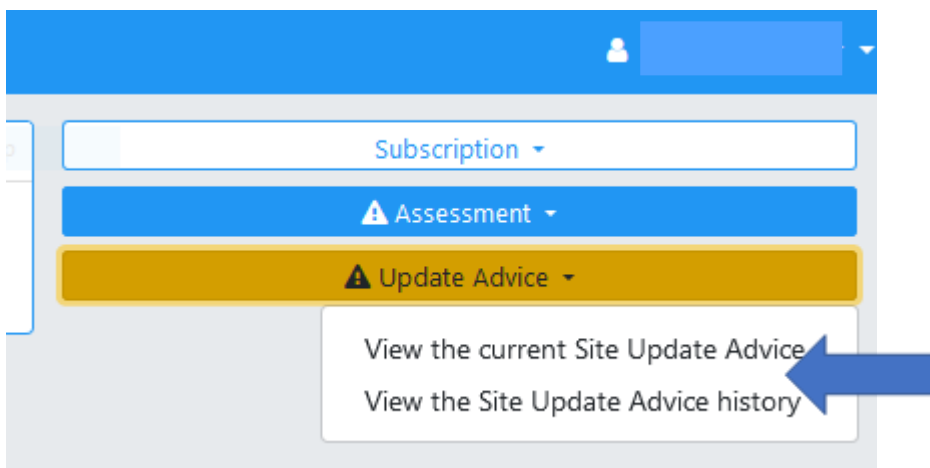 Subscription
Assessment
Update Advice
View the current Site Update Advice
View the Site Update Advice history